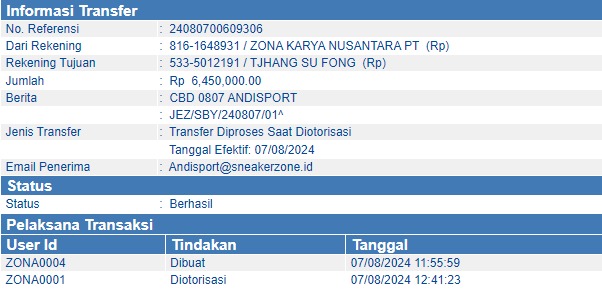 Informasi Transfer
No. Referensi : 24080700609306
Dari Rekening : 816-1648931 / ZONA KARYA NUSANTARA PT (Rp)
Rekening Tujuan : 533-5012191 / TJHANG SU FONG (Rp)
Jumlah : Rp 6,450,000.00
Berita : CBD 0807 ANDISPORT
: JEZ/SBY/240807/01^
Jenis Transfer : Transfer Diproses Saat Diotorisasi
Tanggal Efektif: 07/08/2024
Email Penerima : Andisport@sneakerzone.id
Status
Status : Berhasil
Pelaksana Transaksi
User Id Tindakan Tanggal
ZONA0004 Dibuat 07/08/2024 11:55:59
ZONA0001 Diotorisasi 07/08/2024 12:41:23